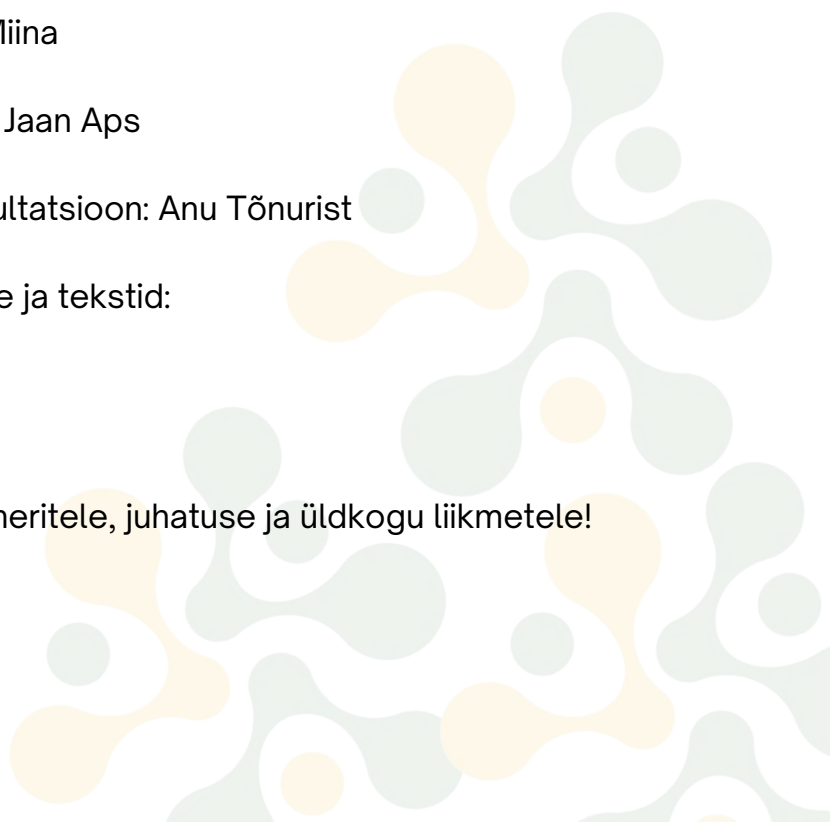 Miina
Jaan Aps
ultatsioon: Anu Tõnurist
e ja tekstid:
neritele, juhatuse ja üldkogu liikmetele!